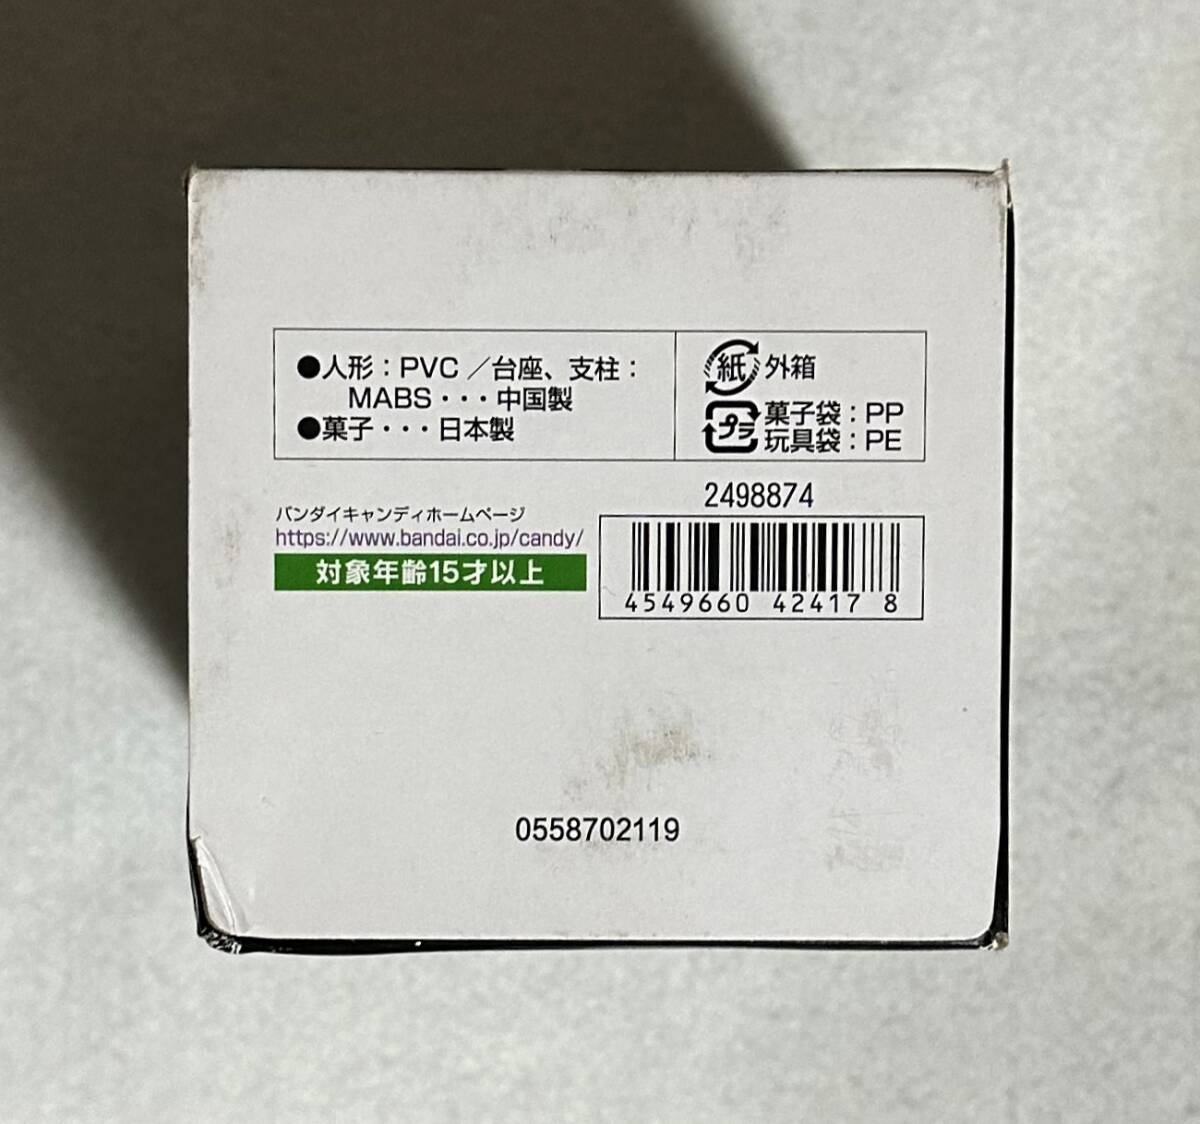 ●人形：PVC／台座、支柱：
MABS・・・中国製
●菓子・・・日本製
紙 外箱
プラ 菓子袋：PP
玩具袋：PE
2498874
バンダイキャンディホームページ
https://www.bandai.co.jp/candy/
対象年齢15才以上
4549660 42417 8
0558702119